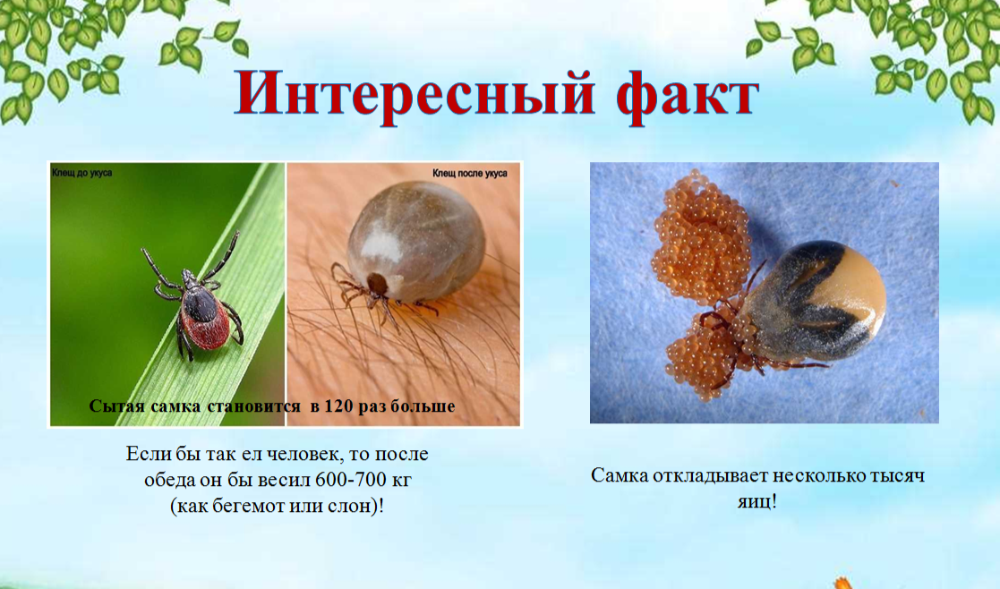 Интересный факт
Клещ до укуса
Клещ после укуса
Сытая самка становится в 120 раз больше
Если бы так ел человек, то после
обеда он бы весил 600-700 кг
(как бегемот или слон)!
Самка откладывает несколько тысяч
яиц!